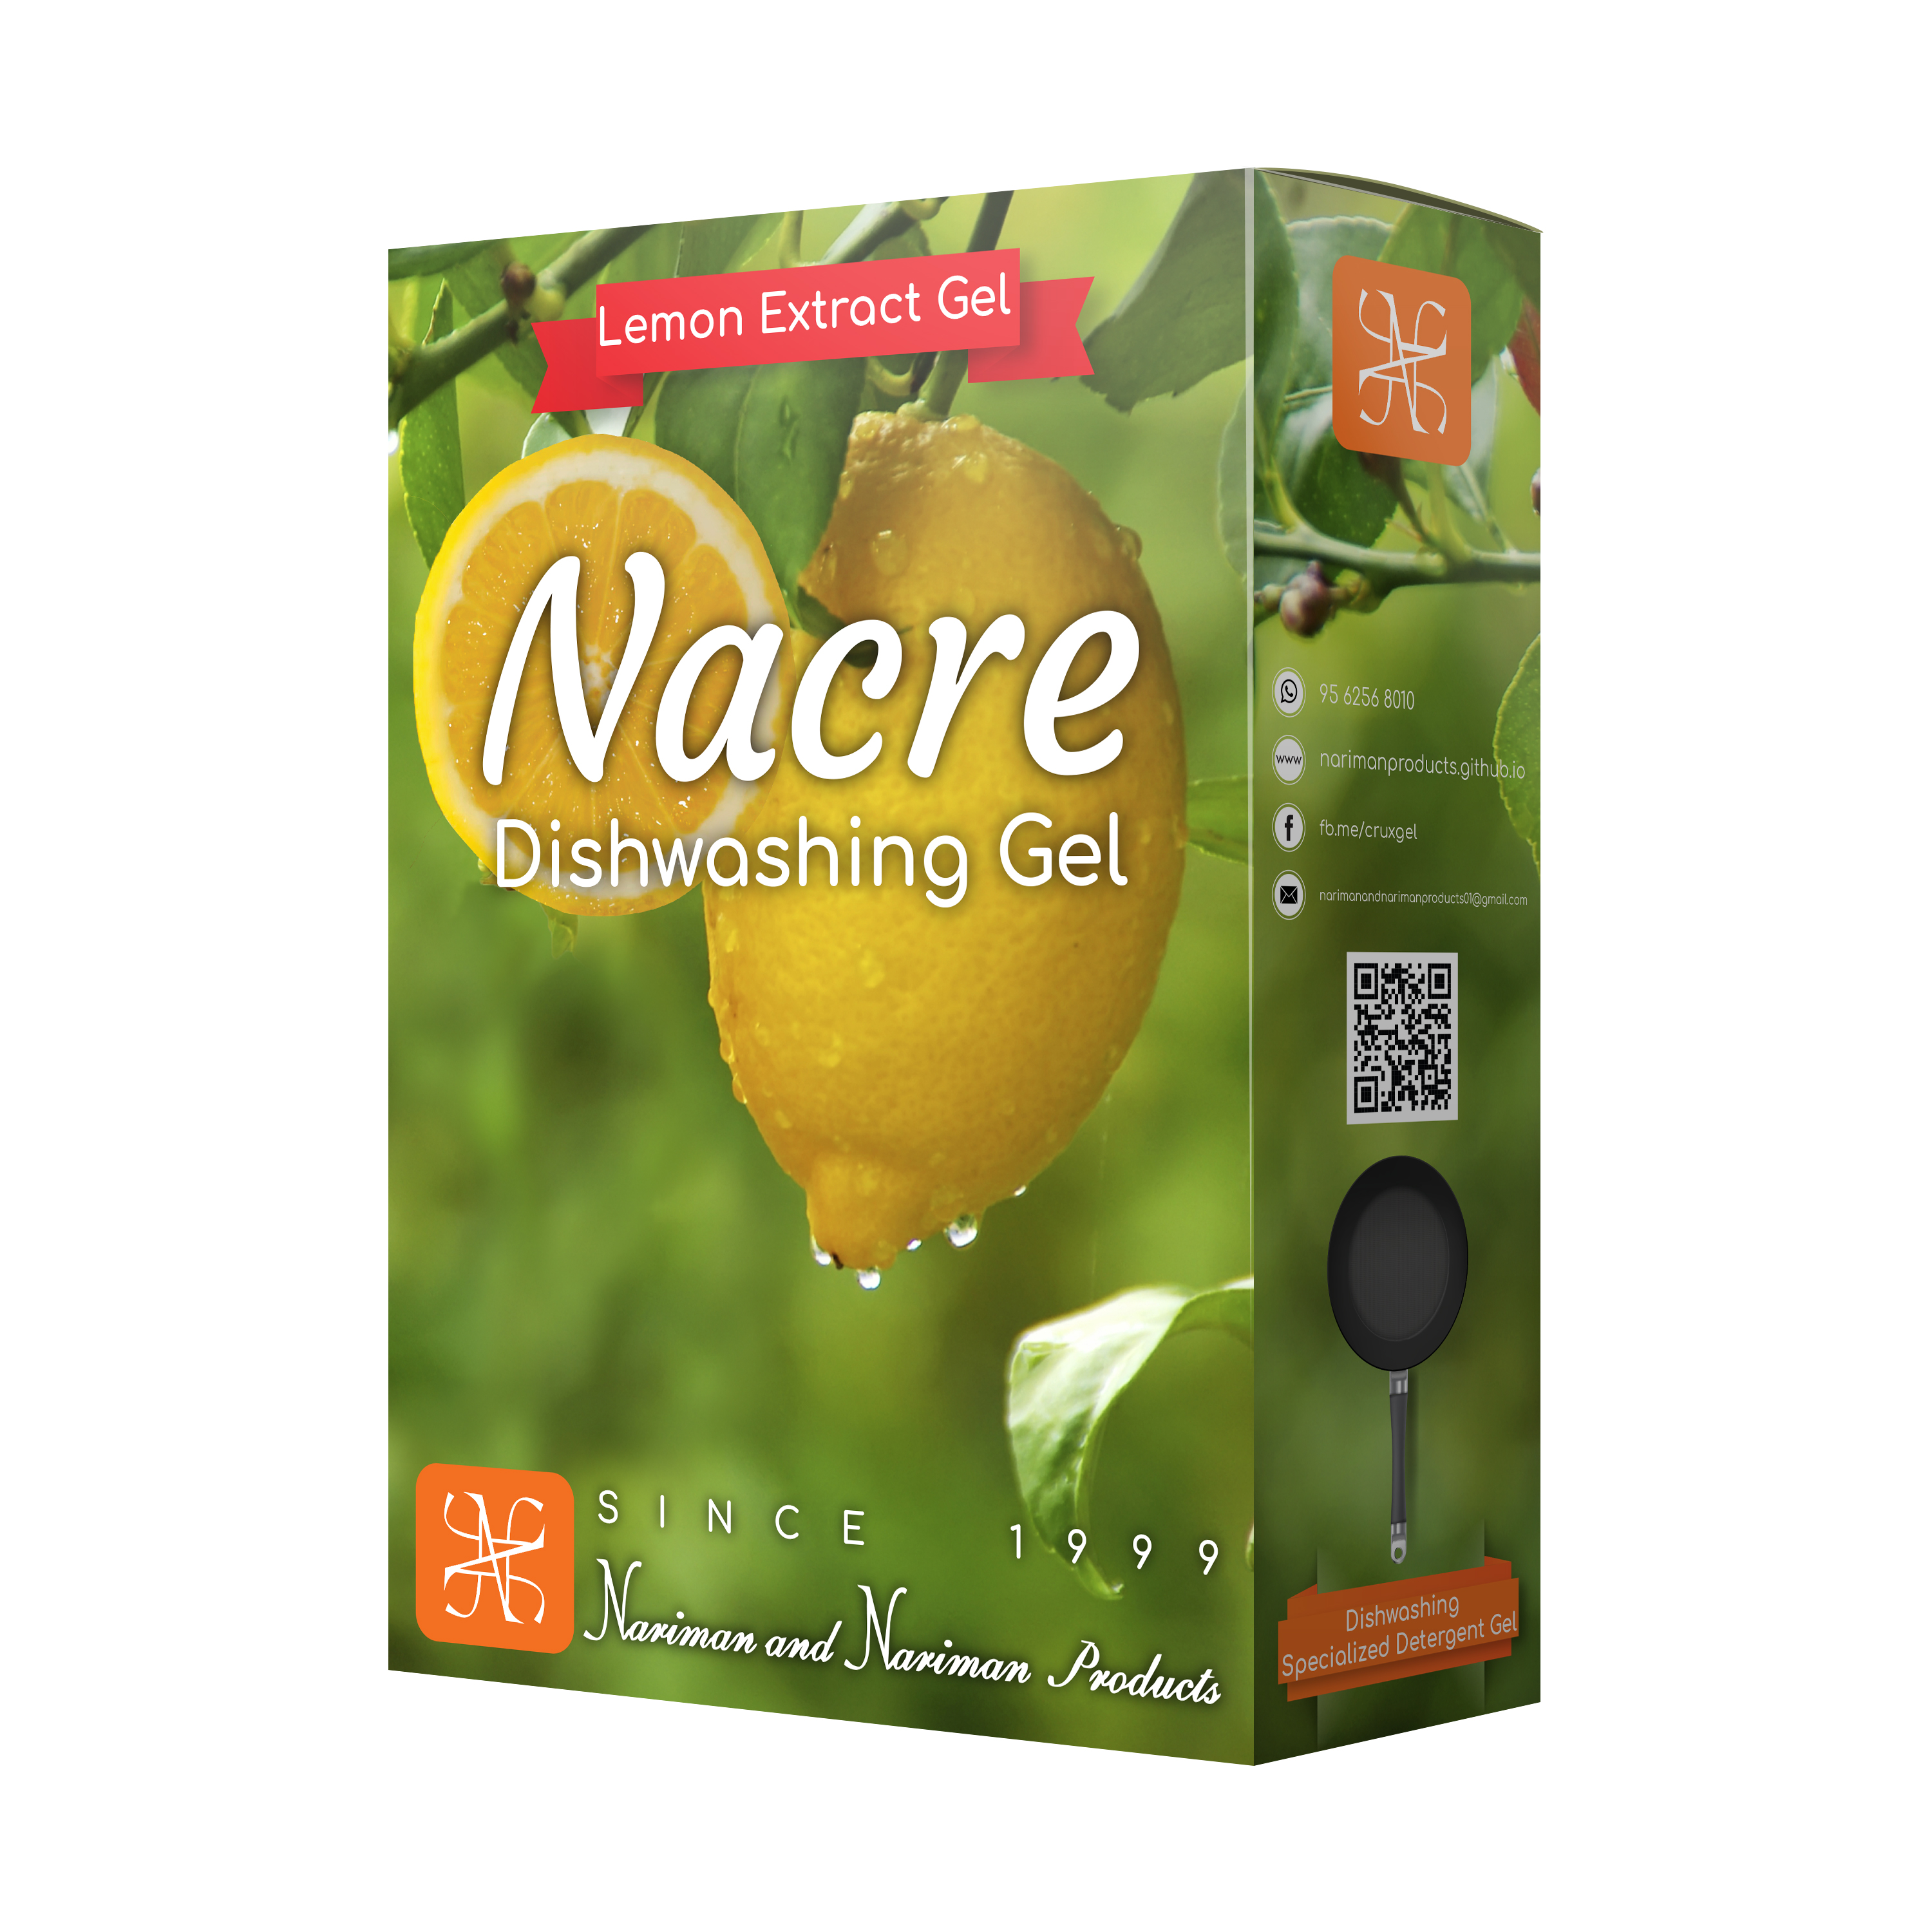 Lemon Extract Gel
Nacre
Dishwashing Gel
SINCE 1999
Nariman and Nariman Products
95 6256 8010
www
narimanproducts.github.io
fb.me/cruxgel
narimanandnarimanproducts01@gmail.com
Dishwashing
Specialized Detergent Gel